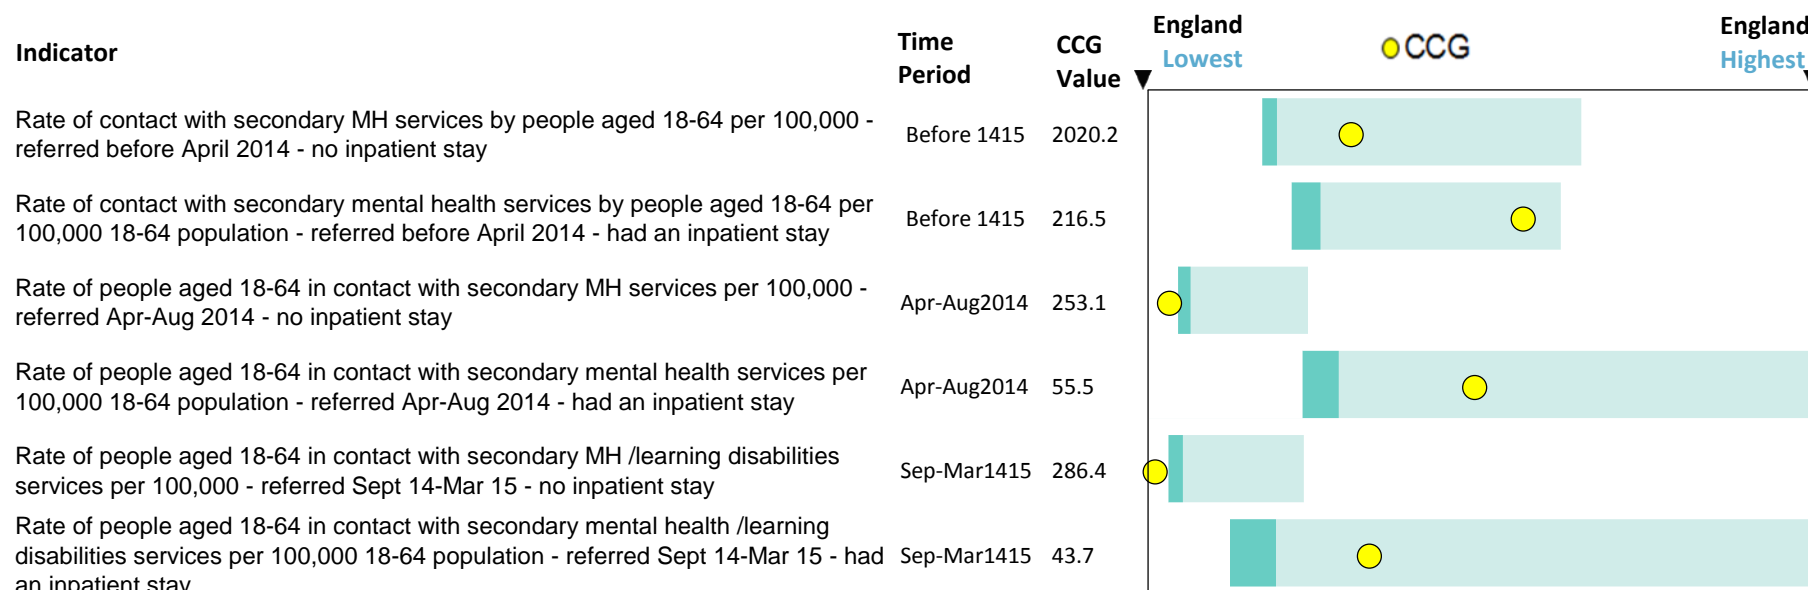 Indicator
Time
Period
CCG
Value
England
Lowest
CCG
England
Highest
Rate of contact with secondary MH services by people aged 18-64 per 100,000 -
referred before April 2014 - no inpatient stay
Before 1415
2020.2
Rate of contact with secondary mental health services by people aged 18-64 per
100,000 18-64 population - referred before April 2014 - had an inpatient stay
Before 1415
216.5
Rate of people aged 18-64 in contact with secondary MH services per 100,000 -
referred Apr-Aug 2014 - no inpatient stay
Apr-Aug2014
253.1
Rate of people aged 18-64 in contact with secondary mental health services per
100,000 18-64 population - referred Apr-Aug 2014 - had an inpatient stay
Apr-Aug2014
55.5
Rate of people aged 18-64 in contact with secondary MH /learning disabilities
services per 100,000 - referred Sept 14-Mar 15 - no inpatient stay
Sep-Mar1415
286.4
Rate of people aged 18-64 in contact with secondary mental health /learning
disabilities services per 100,000 18-64 population - referred Sept 14-Mar 15 - had
an inpatient stay
Sep-Mar1415
43.7